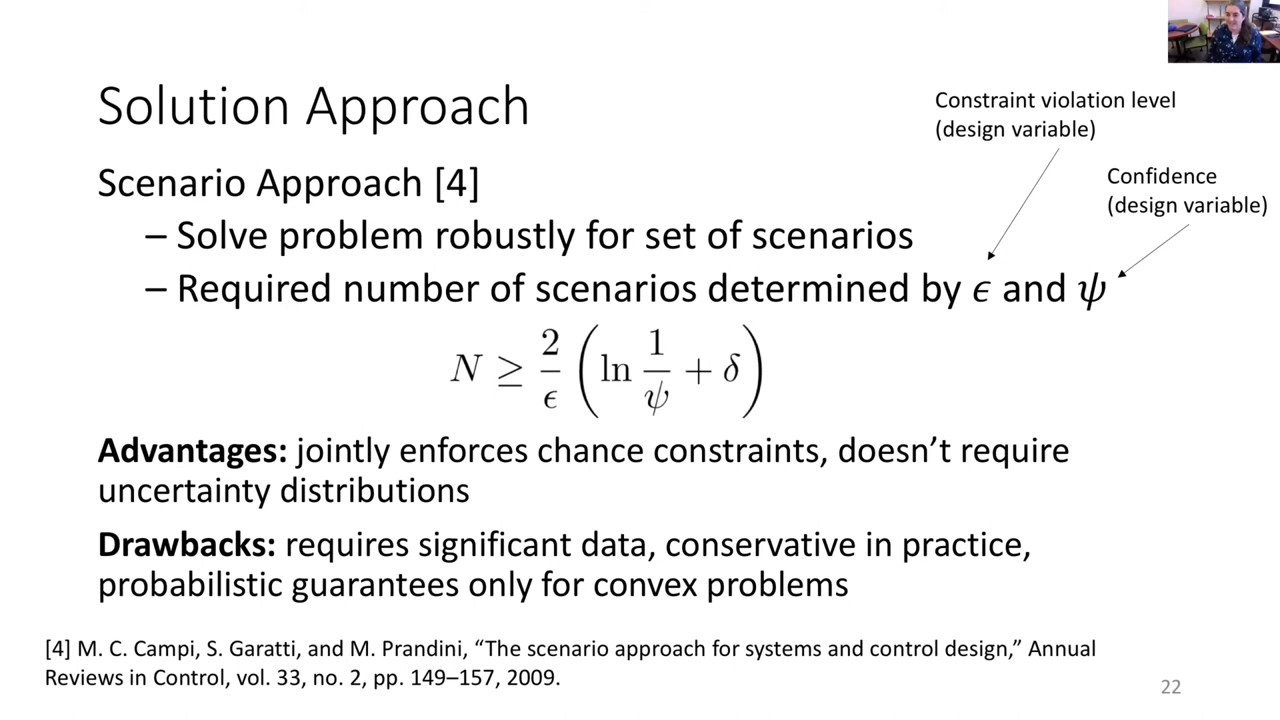 Solution Approach
Constraint violation level
(design variable)
Confidence
(design variable)
Scenario Approach [4]
– Solve problem robustly for set of scenarios
– Required number of scenarios determined by ϵ and ψ
N ≥ 2/ϵ (ln 1/ψ + δ)
Advantages: jointly enforces chance constraints, doesn’t require
uncertainty distributions
Drawbacks: requires significant data, conservative in practice,
probabilistic guarantees only for convex problems
[4] M. C. Campi, S. Garatti, and M. Prandini, “The scenario approach for systems and control design,” Annual
Reviews in Control, vol. 33, no. 2, pp. 149–157, 2009.
22